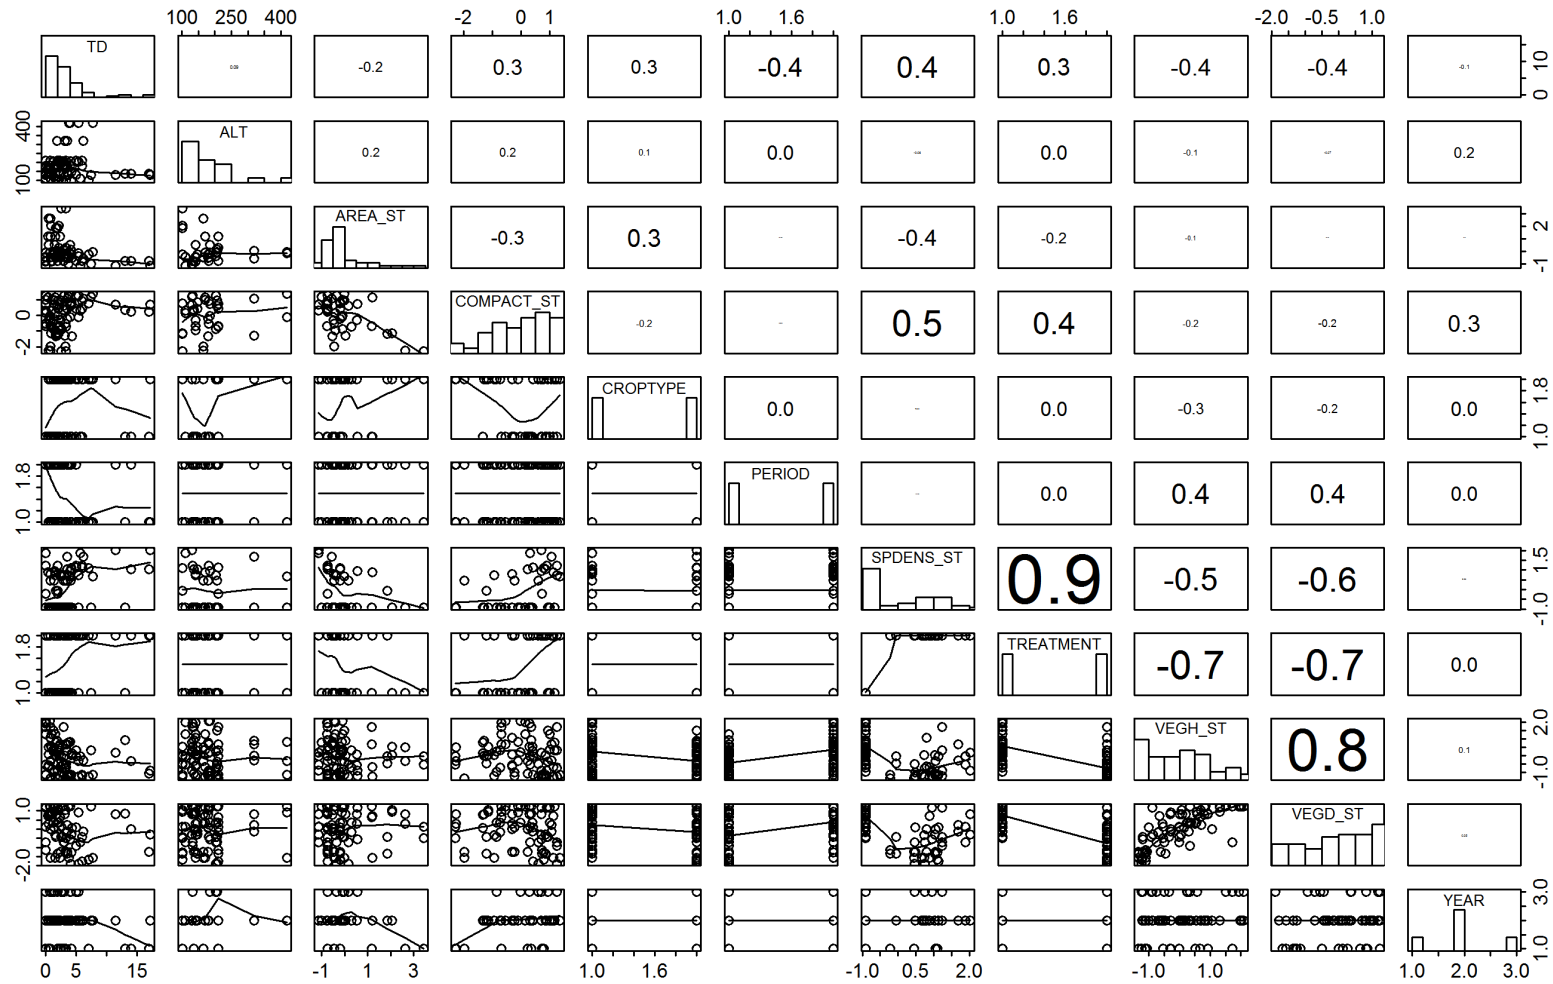 100 250 400 -2 0 1 1.0 1.6 1.0 1.6 -2.0 -0.5 1.0
TD -0.2 0.3 0.3 -0.4 0.4 0.3 -0.4 -0.4 -0.1 0 10
100 400 ALT 0.2 0.2 0.1 0.0 0.0 -0.1 0.2
AREA_ST -0.3 0.3 -0.4 -0.2 -0.1 -1 2
-2 0 COMPACT_ST -0.2 0.5 0.4 -0.2 -0.2 0.3
CROPTYPE 0.0 0.0 -0.3 -0.2 0.0 1.0 1.8
1.0 1.8 PERIOD 0.0 0.4 0.4 0.0
SPDENS_ST 0.9 -0.5 -0.6 -1.0 1.5
1.0 1.8 TREATMENT -0.7 -0.7 0.0
VEGH_ST 0.8 0.1 -1.0 2.0
-2.0 1.0 VEGD_ST
YEAR 1.0 3.0
0 5 15 -1 1 3 1.0 1.6 -1.0 0.5 2.0 -1.0 1.0 1.0 2.0 3.0